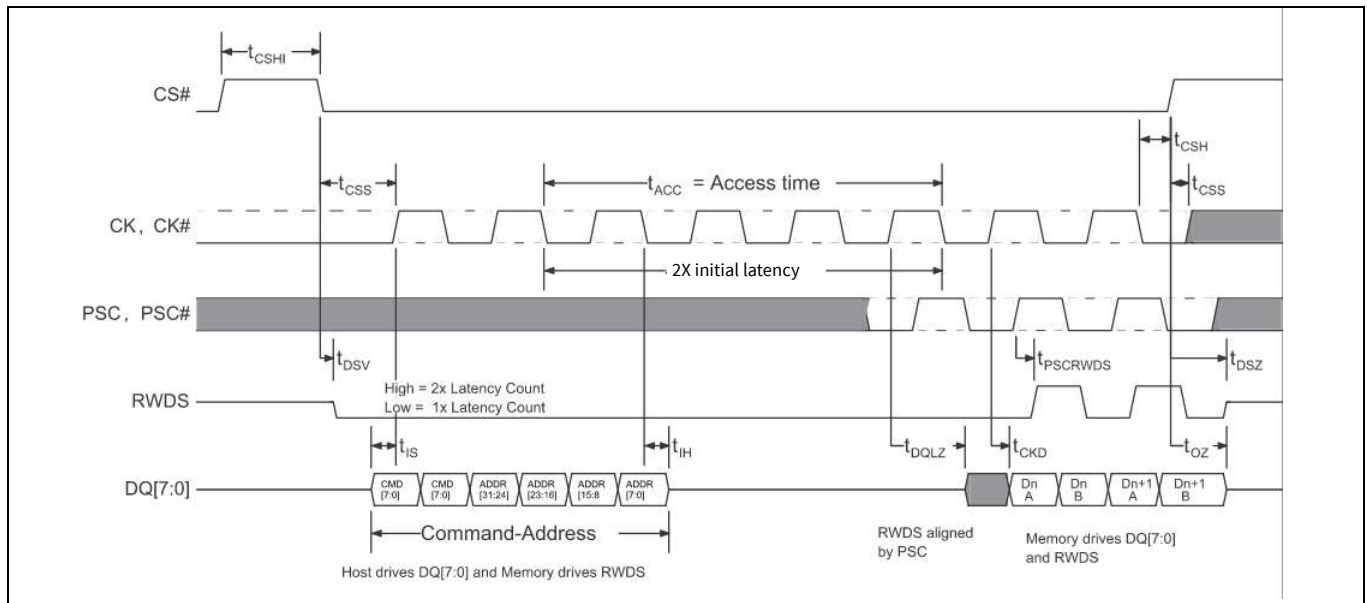 tCSHI
CS#
tCSH
tCSS
tACC = Access time
tCSS
CK, CK#
2X initial latency
PSC, PSC#
tDSV
tPSCRWDS
tDSZ
High = 2x Latency Count
RWDS
Low = 1x Latency Count
tIS
tIH
tDQLZ
tCKD
tOZ
DQ[7:0]
CMD [7:0]
CMD [7:0]
ADDR [31:24]
ADDR [23:16]
ADDR [15:8
ADDR [7:0]
Dn A
Dn B
Dn+1 A
Dn+1 B
Command-Address
RWDS aligned
by PSC
Memory drives DQ[7:0]
and RWDS
Host drives DQ[7:0] and Memory drives RWDS